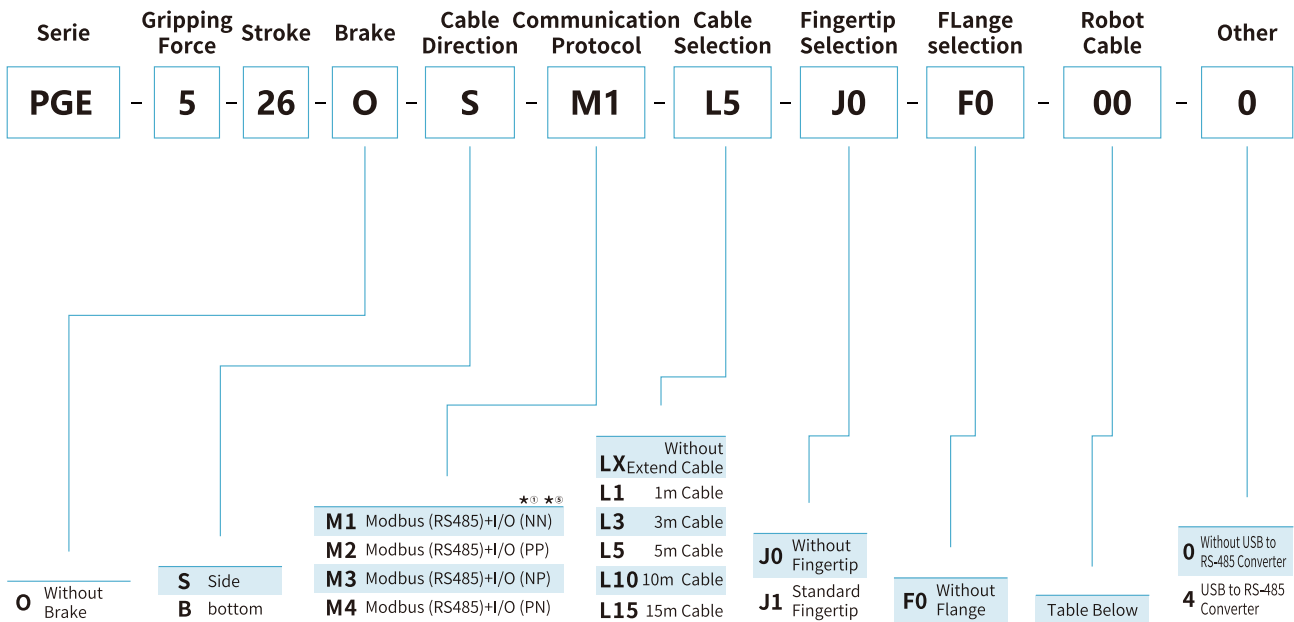 Serie
Gripping
Force
Stroke
Brake
Cable
Direction
Communication
Protocol
Cable
Selection
Fingertip
Selection
FLange
selection
Robot
Cable
Other
PGE - 5 - 26 - O - S - M1 - L5 - J0 - F0 - 00 - 0
O Without
Brake
S Side
B bottom
★① ★⑤
M1 Modbus (RS485)+I/O (NN)
M2 Modbus (RS485)+I/O (PP)
M3 Modbus (RS485)+I/O (NP)
M4 Modbus (RS485)+I/O (PN)
LX Without
Extend Cable
L1 1m Cable
L3 3m Cable
L5 5m Cable
L10 10m Cable
L15 15m Cable
J0 Without
Fingertip
J1 Standard
Fingertip
F0 Without
Flange
Table Below
0 Without USB to
RS-485 Converter
4 USB to RS-485
Converter